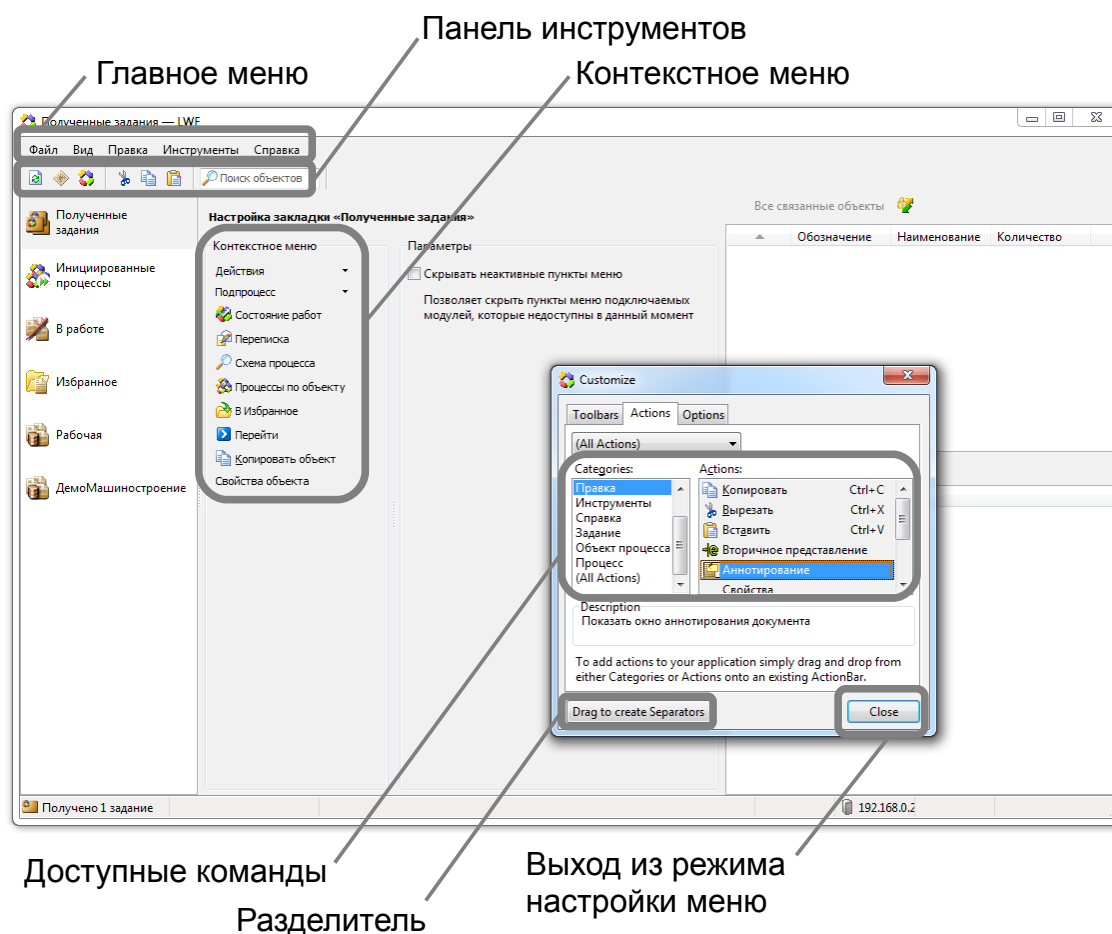 Панель инструментов
Главное меню
Контекстное меню
Полученные задания — LWF
Файл Вид Правка Инструменты Справка
Поиск объектов
Полученные
задания
Инициированные
процессы
В работе
Избранное
Рабочая
ДемоМашиностроение
Настройка закладки «Полученные задания»
Контекстное меню
Действия
Подпроцесс
Состояние работ
Переписка
Схема процесса
Процессы по объекту
В Избранное
Перейти
Копировать объект
Свойства объекта
Параметры
Скрывать неактивные пункты меню
Позволяет скрыть пункты меню подключаемых
модулей, которые недоступны в данный момент
Все связанные объекты
Обозначение Наименование Количество
Customize
Toolbars Actions Options
(All Actions)
Categories:
Правка
Инструменты
Справка
Задание
Объект процесса
Процесс
(All Actions)
Actions:
Копировать Ctrl+C
Вырезать Ctrl+X
Вставить Ctrl+V
Вторичное представление
Аннотирование
Свойства
Description
Показать окно аннотирования документа
To add actions to your application simply drag and drop from
either Categories or Actions onto an existing ActionBar.
Drag to create Separators
Close
Получено 1 задание
192.168.0.2
Доступные команды
Разделитель
Выход из режима
настройки меню